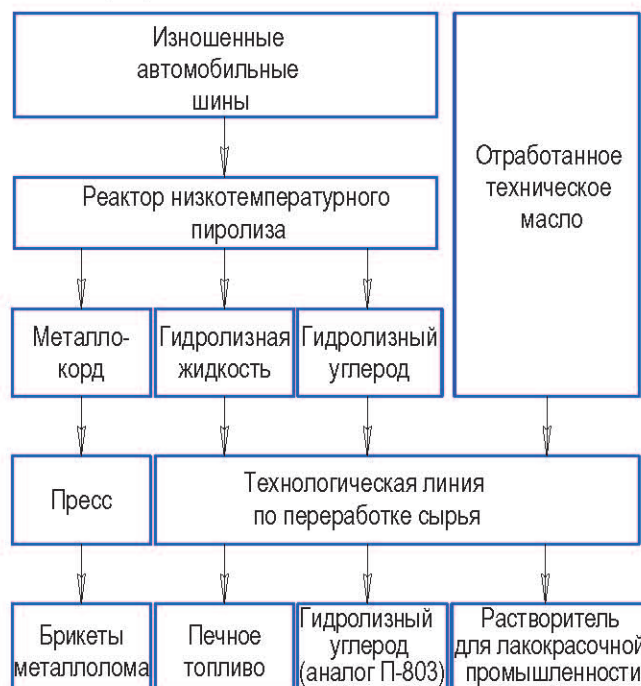 Изношенные
автомобильные
шины
Отработанное
техническое
масло
Реактор низкотемпературного
пиролиза
Металло-
корд
Гидролизная
жидкость
Гидролизный
углерод
Пресс
Технологическая линия
по переработке сырья
Брикеты
металлолома
Печное
топливо
Гидролизный
углерод
(аналог П-803)
Растворитель
для лакокрасочной
промышленности